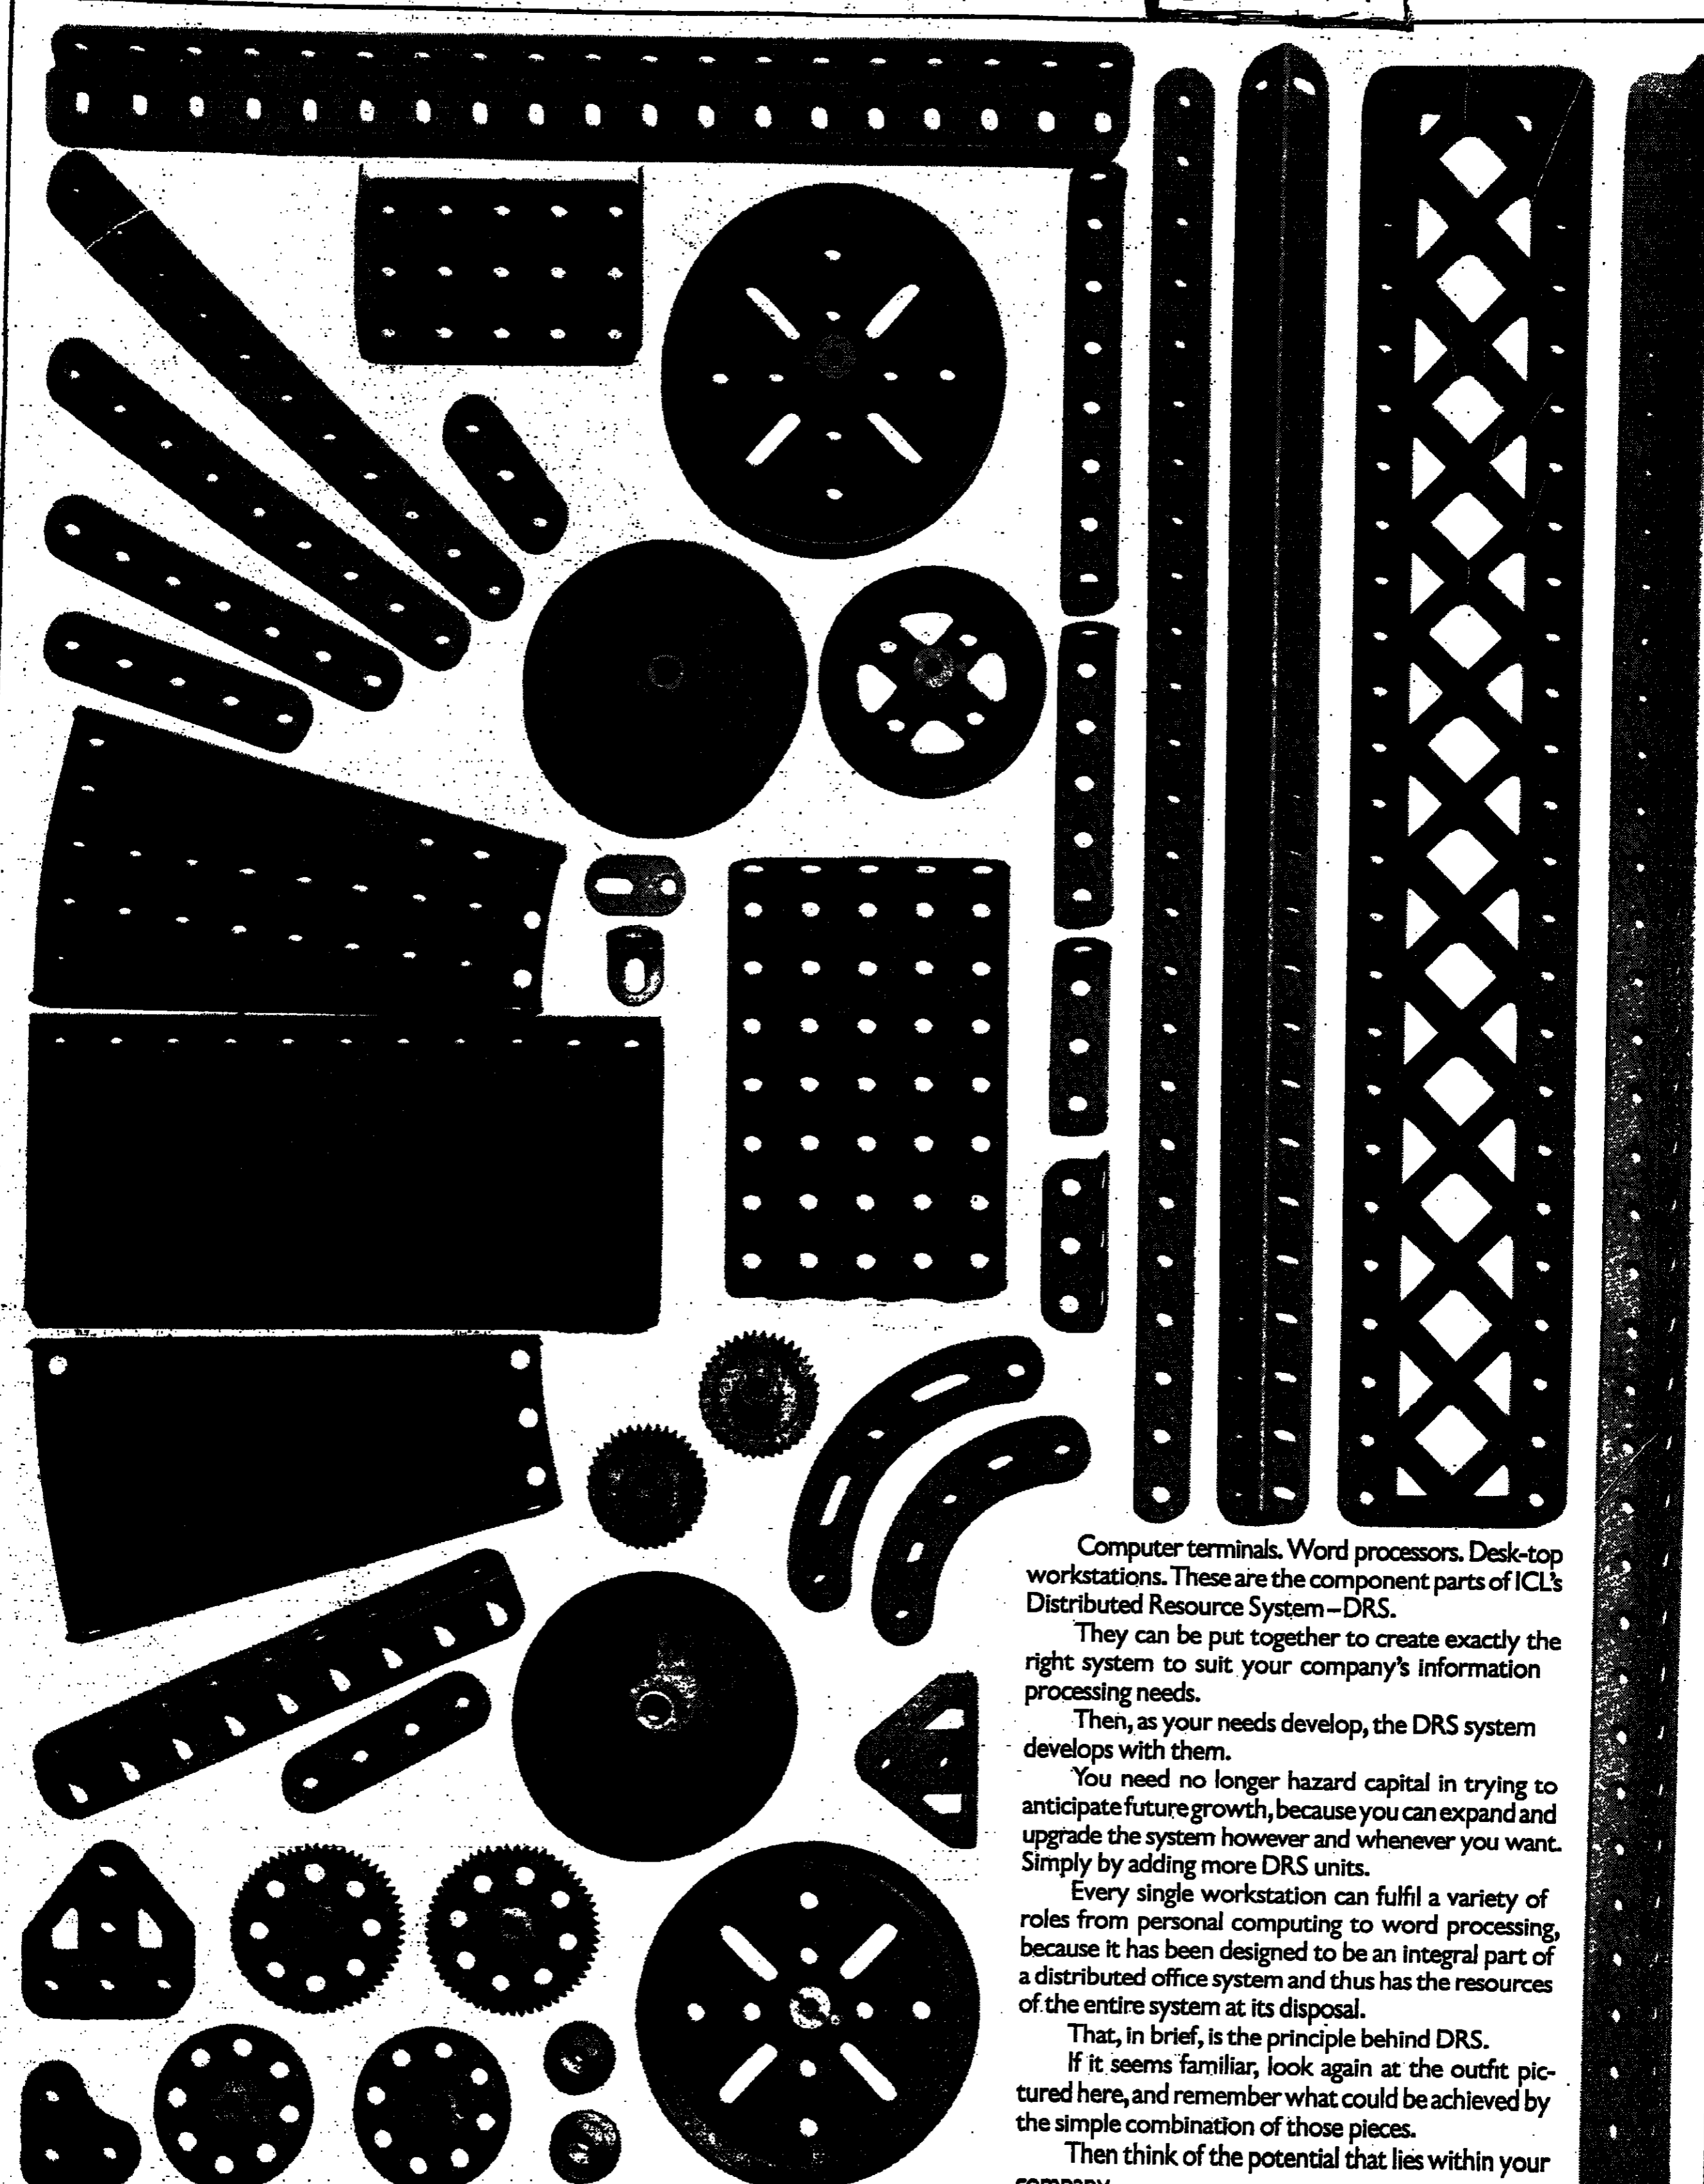 Computer terminals. Word processors. Desk-top
workstations. These are the component parts of ICL's
Distributed Resource System–DRS.
They can be put together to create exactly the
right system to suit your company's information
processing needs.
Then, as your needs develop, the DRS system
develops with them.
You need no longer hazard capital in trying to
anticipate future growth, because you can expand and
upgrade the system however and whenever you want.
Simply by adding more DRS units.
Every single workstation can fulfil a variety of
roles from personal computing to word processing,
because it has been designed to be an integral part of
a distributed office system and thus has the resources
of the entire system at its disposal.
That, in brief, is the principle behind DRS.
If it seems familiar, look again at the outfit pic-
tured here, and remember what could be achieved by
the simple combination of those pieces.
Then think of the potential that lies within your
company.